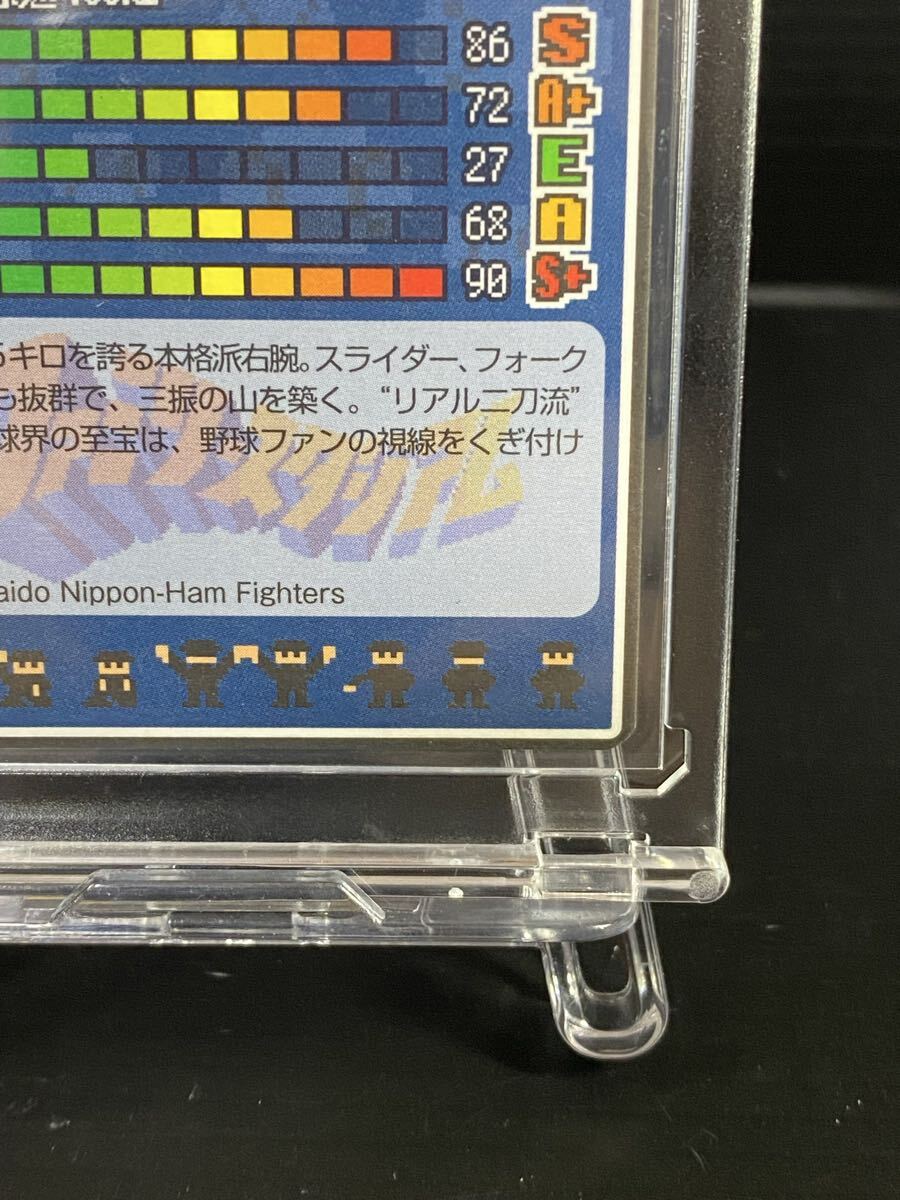 86 S
72 A+
27 E
68 A
90 S+
キロを誇る本格派右腕。スライダー、フォーク
抜群で、三振の山を築く。“リアル二刀流”
球界の至宝は、野球ファンの視線をくぎ付け
aido Nippon-Ham Fighters